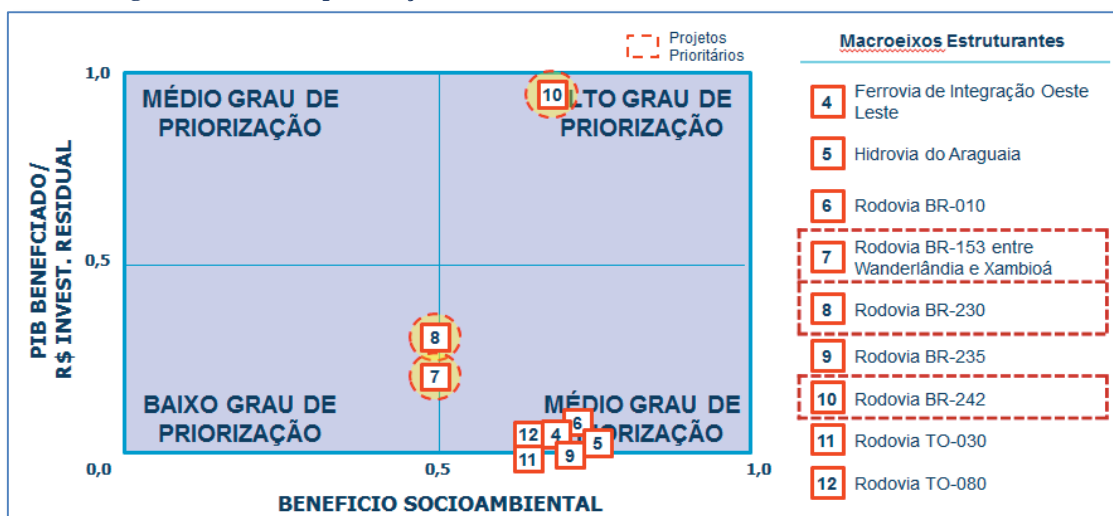 Projetos
Prioritários
1,0
MÉDIO GRAU DE
PRIORIZAÇÃO
10
LTO GRAU DE
PRIORIZAÇÃO
PIB BENEFCIADO/
R$ INVEST. RESIDUAL
0,5
8
7
BAIXO GRAU DE
PRIORIZAÇÃO
MÉDIO GRAU DE
ORIZAÇÃO
12
4
6
5
11
9
0,0
0,5
1,0
BENEFICIO SOCIOAMBIENTAL
Macroeixos Estruturantes
4 Ferrovia de Integração Oeste
Leste
5 Hidrovia do Araguaia
6 Rodovia BR-010
7 Rodovia BR-153 entre
Wanderlândia e Xambioá
8 Rodovia BR-230
9 Rodovia BR-235
10 Rodovia BR-242
11 Rodovia TO-030
12 Rodovia TO-080